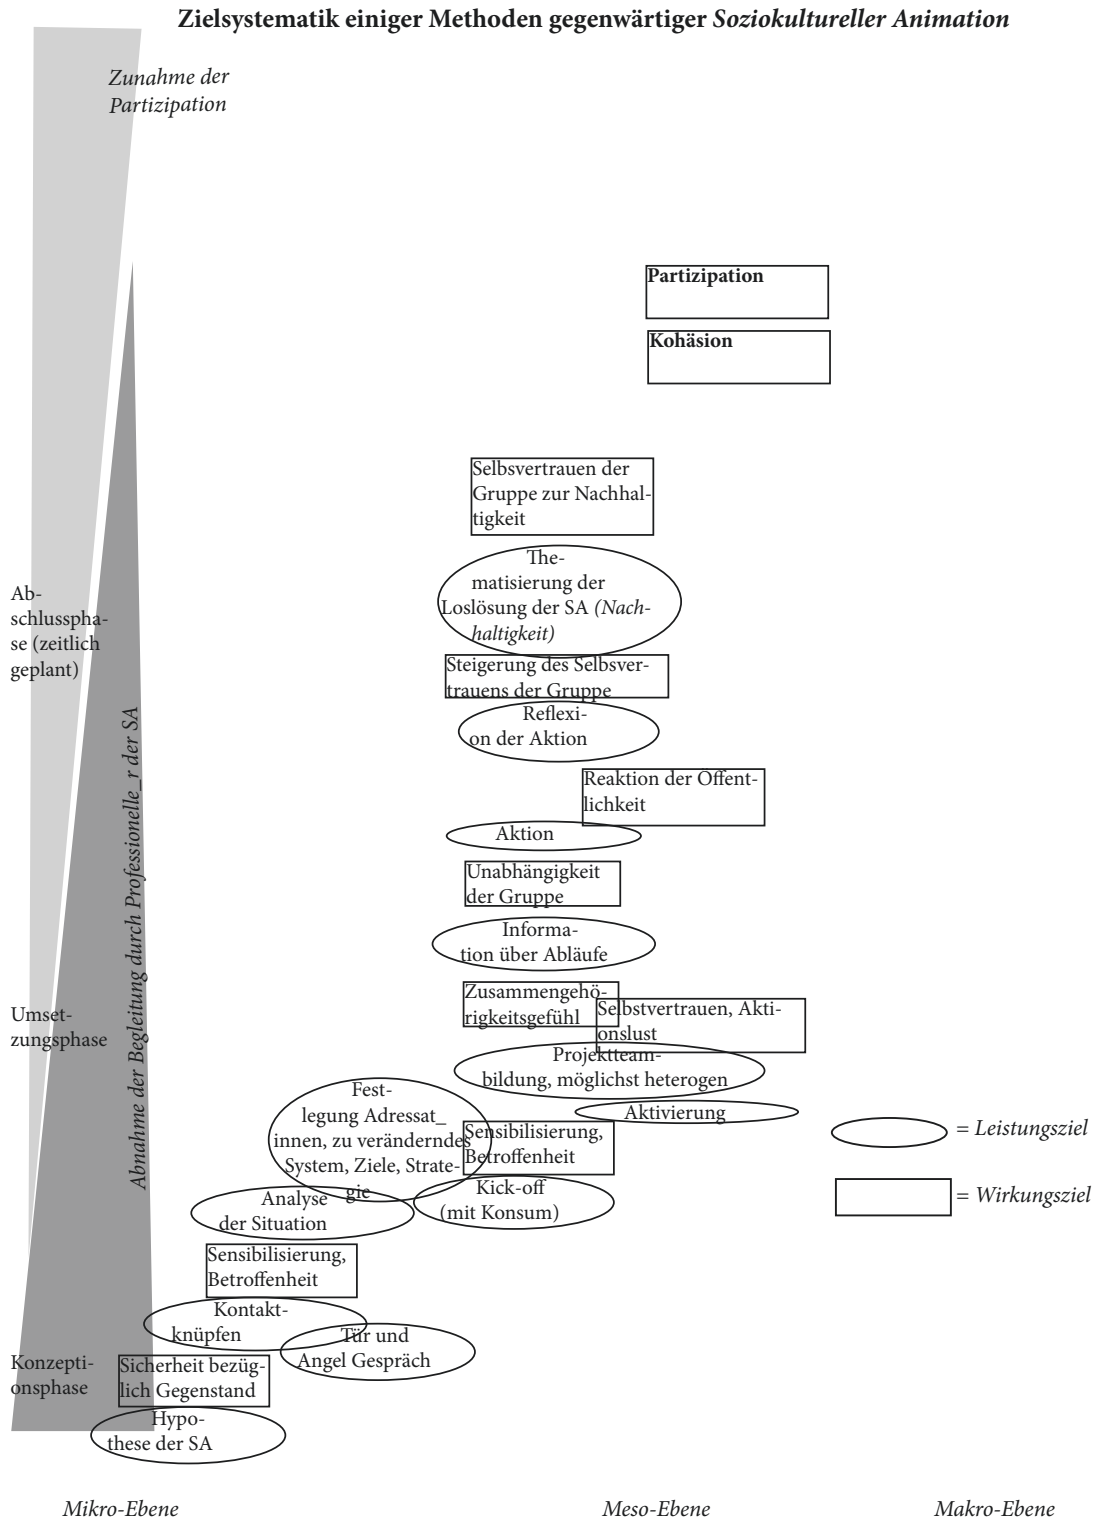 Zielsystematik einiger Methoden gegenwärtiger Soziokultureller Animation
Zunahme der
Partizipation
Partizipation
Kohäsion
Selbsvertrauen der
Gruppe zur Nachhal-
tigkeit
The-
matisierung der
Loslösung der SA (Nach-
haltigkeit)
Ab-
schlusspha-
se (zeitlich
geplant)
Steigerung des Selbsver-
trauens der Gruppe
Reflexi-
on der Aktion
Abnahme der Begleitung durch Professionelle_r der SA
Reaktion der Öffent-
lichkeit
Aktion
Unabhängigkeit
der Gruppe
Informa-
tion über Abläufe
Zusammengehö-
rigkeitsgefühl
Selbstvertrauen, Akti-
onslust
Umset-
zungsphase
Projektteam-
bildung, möglichst heterogen
Aktivierung
Fest-
legung Adressat_
innen, zu veränderndes
System, Ziele, Strate-
gie
Sensibilisierung,
Betroffenheit
= Leistungsziel
Kick-off
(mit Konsum)
= Wirkungsziel
Analyse
der Situation
Sensibilisierung,
Betroffenheit
Kontakt-
knüpfen
Tür und
Angel Gespräch
Konzepti-
onsphase
Sicherheit bezüg-
lich Gegenstand
Hypo-
these der SA
Mikro-Ebene
Meso-Ebene
Makro-Ebene